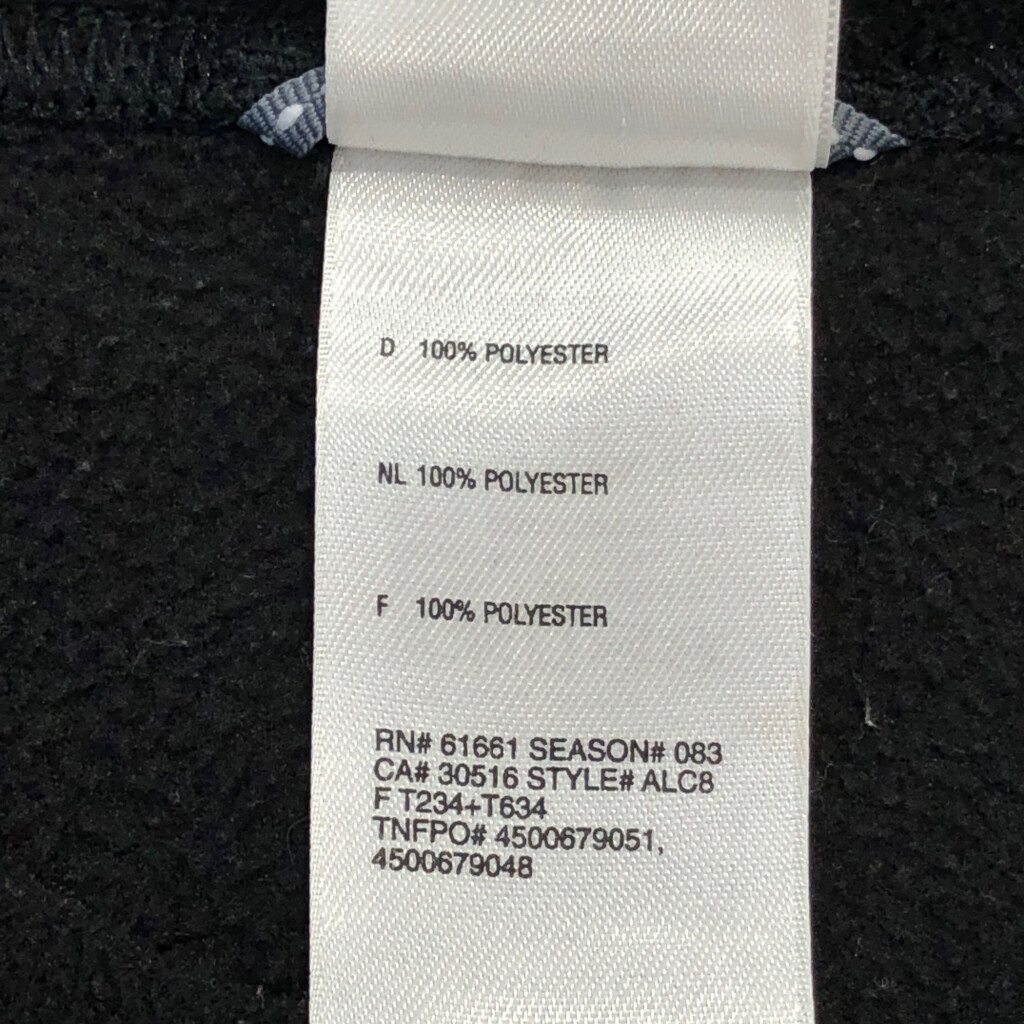 D 100% POLYESTER
NL 100% POLYESTER
F 100% POLYESTER
RN# 61661 SEASON# 083
CA# 30516 STYLE# ALC8
F T234+T634
TNFPO# 4500679051,
4500679048